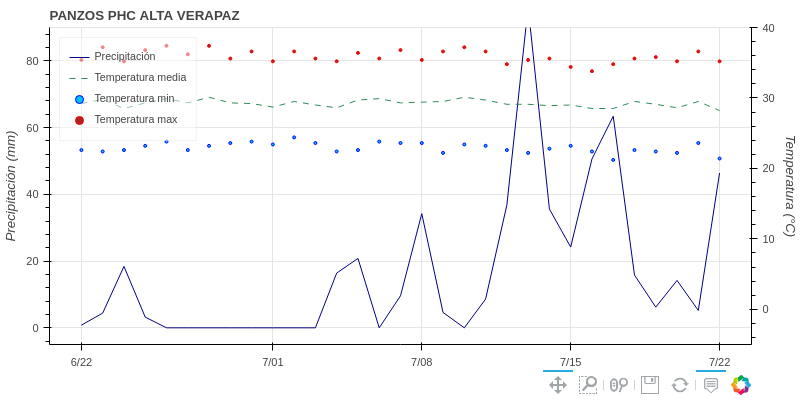 PANZOS PHC ALTA VERAPAZ
Precipitación
Temperatura media
Temperatura min
Temperatura max
Precipitación (mm)
80
60
40
20
0
Temperatura (°C)
40
30
20
10
0
6/22
7/01
7/08
7/15
7/22